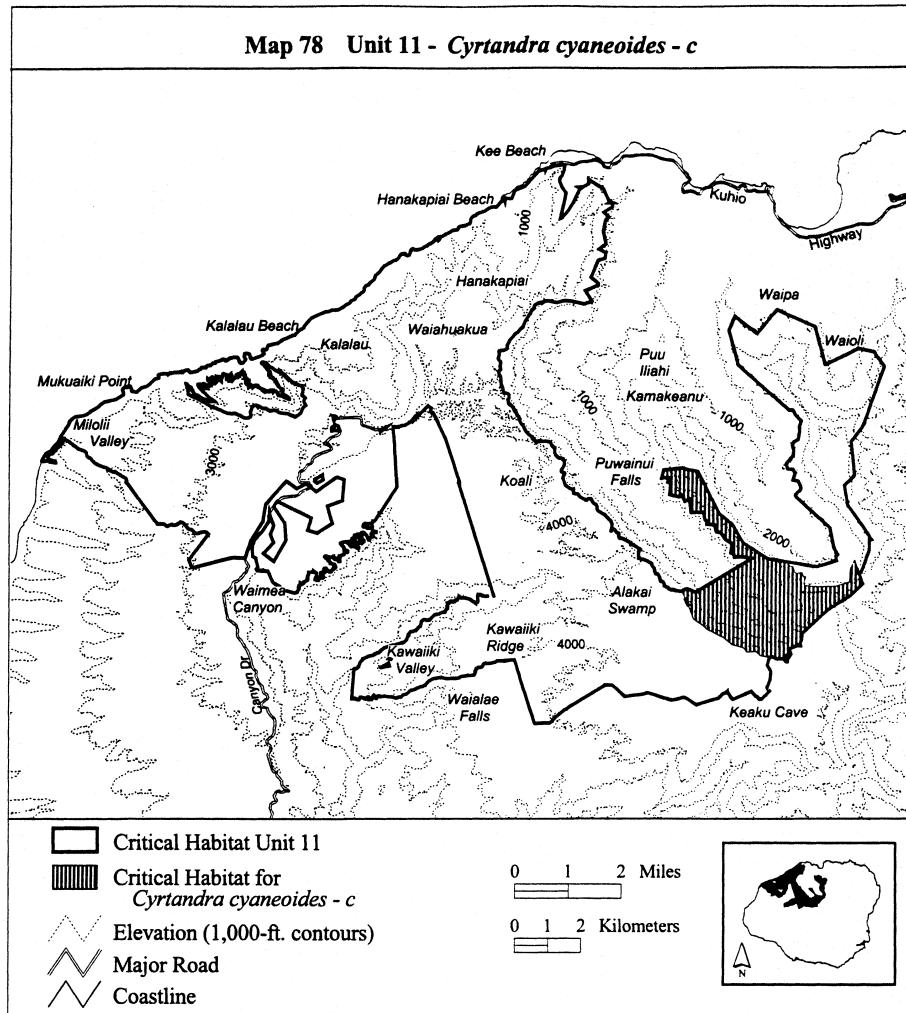 Map 78 Unit 11 - Cyrtandra cyaneoides - c
Kee Beach
Hanakapiai Beach
Kuhio
Highway
1000
Hanakapiai
Waipa
Kalalau Beach
Waiahuakua
Kalalau
Waioli
Puu
Iliahi
Mukuaiki Point
Kamakeanu
1000
1000
Milolii
Valley
3000
Puwainui
Falls
Koali
4000
2000
Waimea
Canyon
Alakai
Swamp
Kawaiiki
Ridge
4000
Kawaiiki
Valley
Canyon Dr
Waialae
Falls
Keaku Cave
Critical Habitat Unit 11
Critical Habitat for
Cyrtandra cyaneoides - c
Elevation (1,000-ft. contours)
Major Road
Coastline
0 1 2 Miles
0 1 2 Kilometers
N